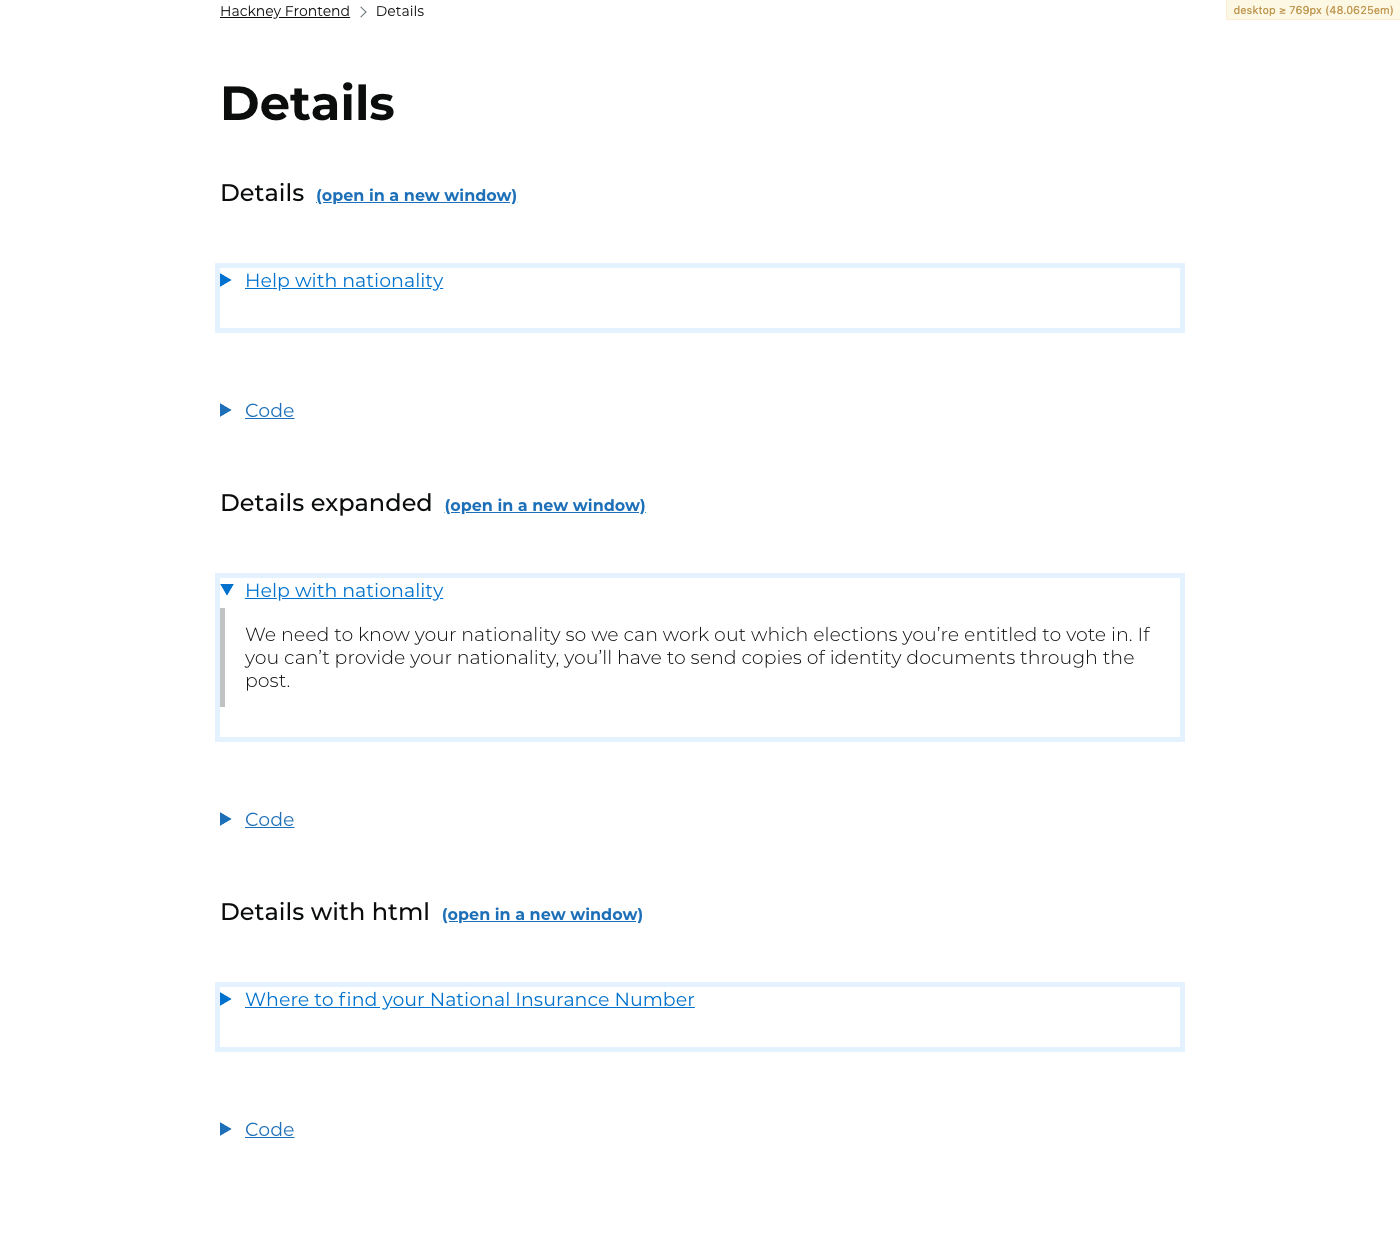 Hackney Frontend > Details
desktop ≥ 769px (48.0625em)
Details
Details (open in a new window)
Help with nationality
Code
Details expanded (open in a new window)
Help with nationality
We need to know your nationality so we can work out which elections you’re entitled to vote in. If
you can’t provide your nationality, you’ll have to send copies of identity documents through the
post.
Code
Details with html (open in a new window)
Where to find your National Insurance Number
Code